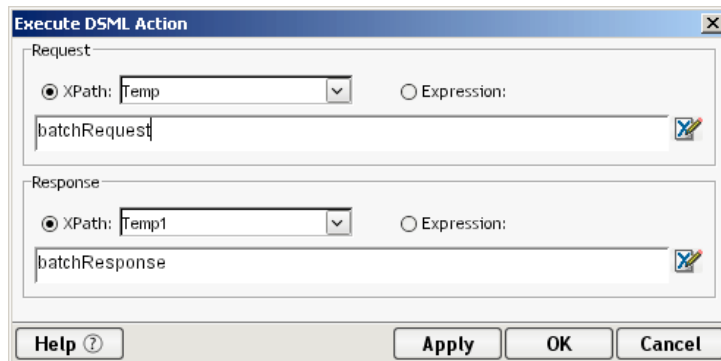 Execute DSML Action
Request
XPath: Temp Expression:
batchRequest
Response
XPath: Temp1 Expression:
batchResponse
Help ? Apply OK Cancel